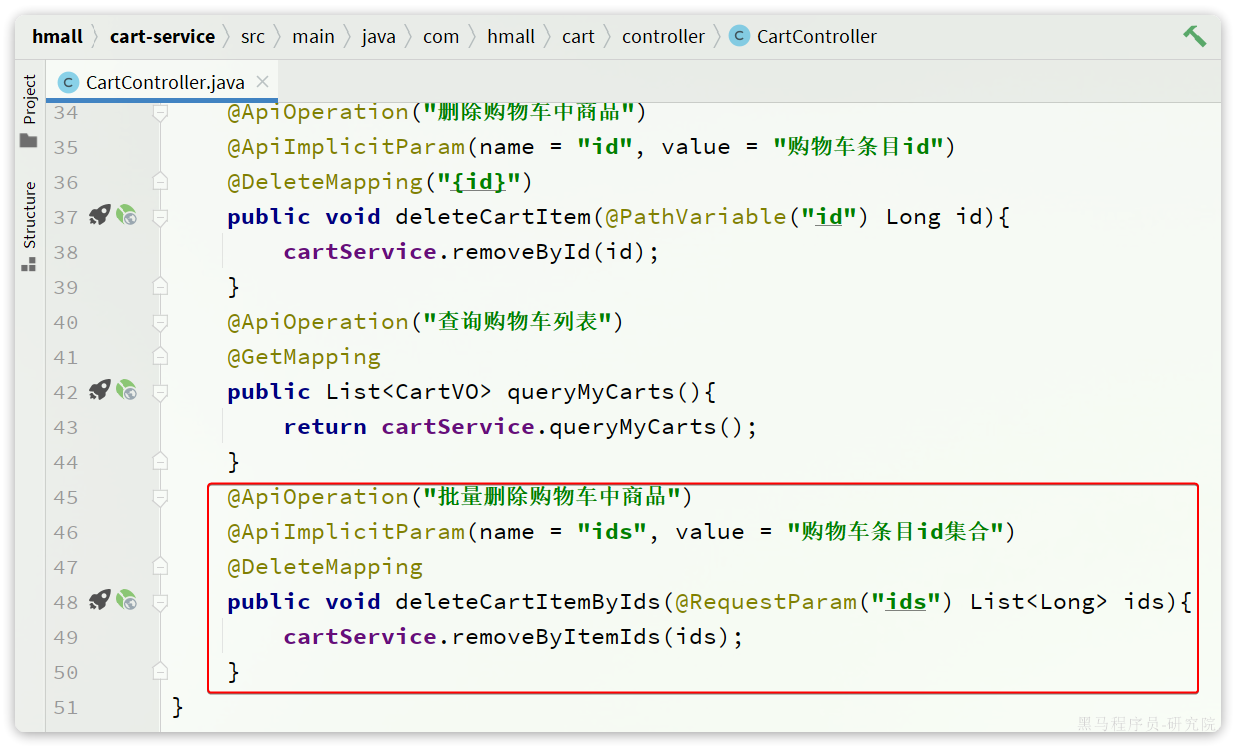 hmall cart-service src main java com hmall cart controller CartController
Project
Structure
CartController.java
34 @ApiOperation("删除购物车中商品")
35 @ApiImplicitParam(name = "id", value = "购物车条目id")
36 @DeleteMapping("{id}")
37 public void deleteCartItem(@PathVariable("id") Long id){
38 cartService.removeById(id);
39 }
40 @ApiOperation("查询购物车列表")
41 @GetMapping
42 public List<CartVO> queryMyCarts(){
43 return cartService.queryMyCarts();
44 }
45 @ApiOperation("批量删除购物车中商品")
46 @ApiImplicitParam(name = "ids", value = "购物车条目id集合")
47 @DeleteMapping
48 public void deleteCartItemByIds(@RequestParam("ids") List<Long> ids){
49 cartService.removeByItemIds(ids);
50 }
51 }
黑马程序员-研究院